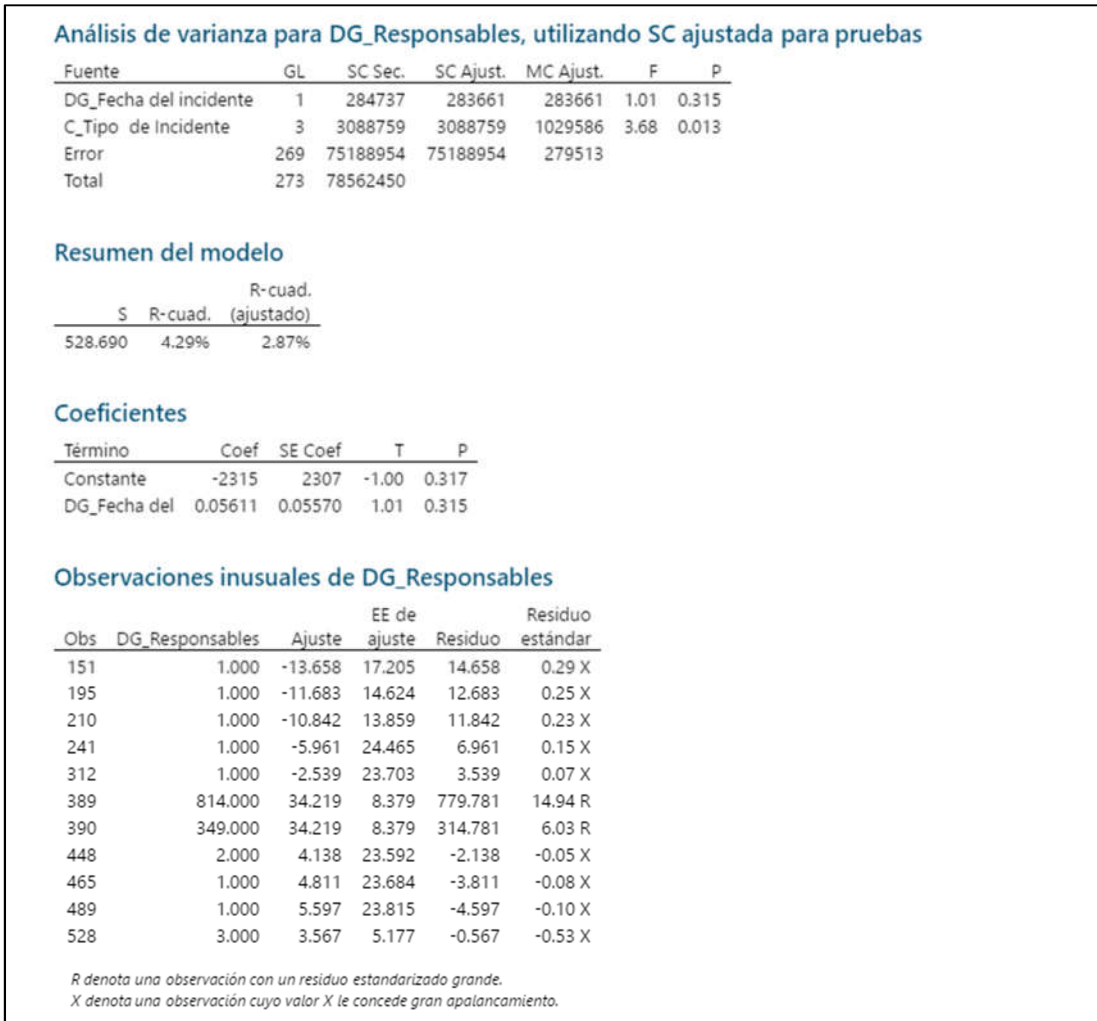 Análisis de varianza para DG_Responsables, utilizando SC ajustada para pruebas
Fuente GL SC Sec. SC Ajust. MC Ajust. F P
DG_Fecha del incidente 1 284737 283661 283661 1.01 0.315
C_Tipo de Incidente 3 3088759 3088759 1029586 3.68 0.013
Error 269 75188954 75188954 279513
Total 273 78562450
Resumen del modelo
R-cuad.
S R-cuad. (ajustado)
528.690 4.29% 2.87%
Coeficientes
Término Coef SE Coef T P
Constante -2315 2307 -1.00 0.317
DG_Fecha del 0.05611 0.05570 1.01 0.315
Observaciones inusuales de DG_Responsables
EE de Residuo
Obs DG_Responsables Ajuste ajuste Residuo estándar
151 1.000 -13.658 17.205 14.658 0.29 X
195 1.000 -11.683 14.624 12.683 0.25 X
210 1.000 -10.842 13.859 11.842 0.23 X
241 1.000 -5.961 24.465 6.961 0.15 X
312 1.000 -2.539 23.703 3.539 0.07 X
389 814.000 34.219 8.379 779.781 14.94 R
390 349.000 34.219 8.379 314.781 6.03 R
448 2.000 4.138 23.592 -2.138 -0.05 X
465 1.000 4.811 23.684 -3.811 -0.08 X
489 1.000 5.597 23.815 -4.597 -0.10 X
528 3.000 3.567 5.177 -0.567 -0.53 X
R denota una observación con un residuo estandarizado grande.
X denota una observación cuyo valor X le concede gran apalancamiento.